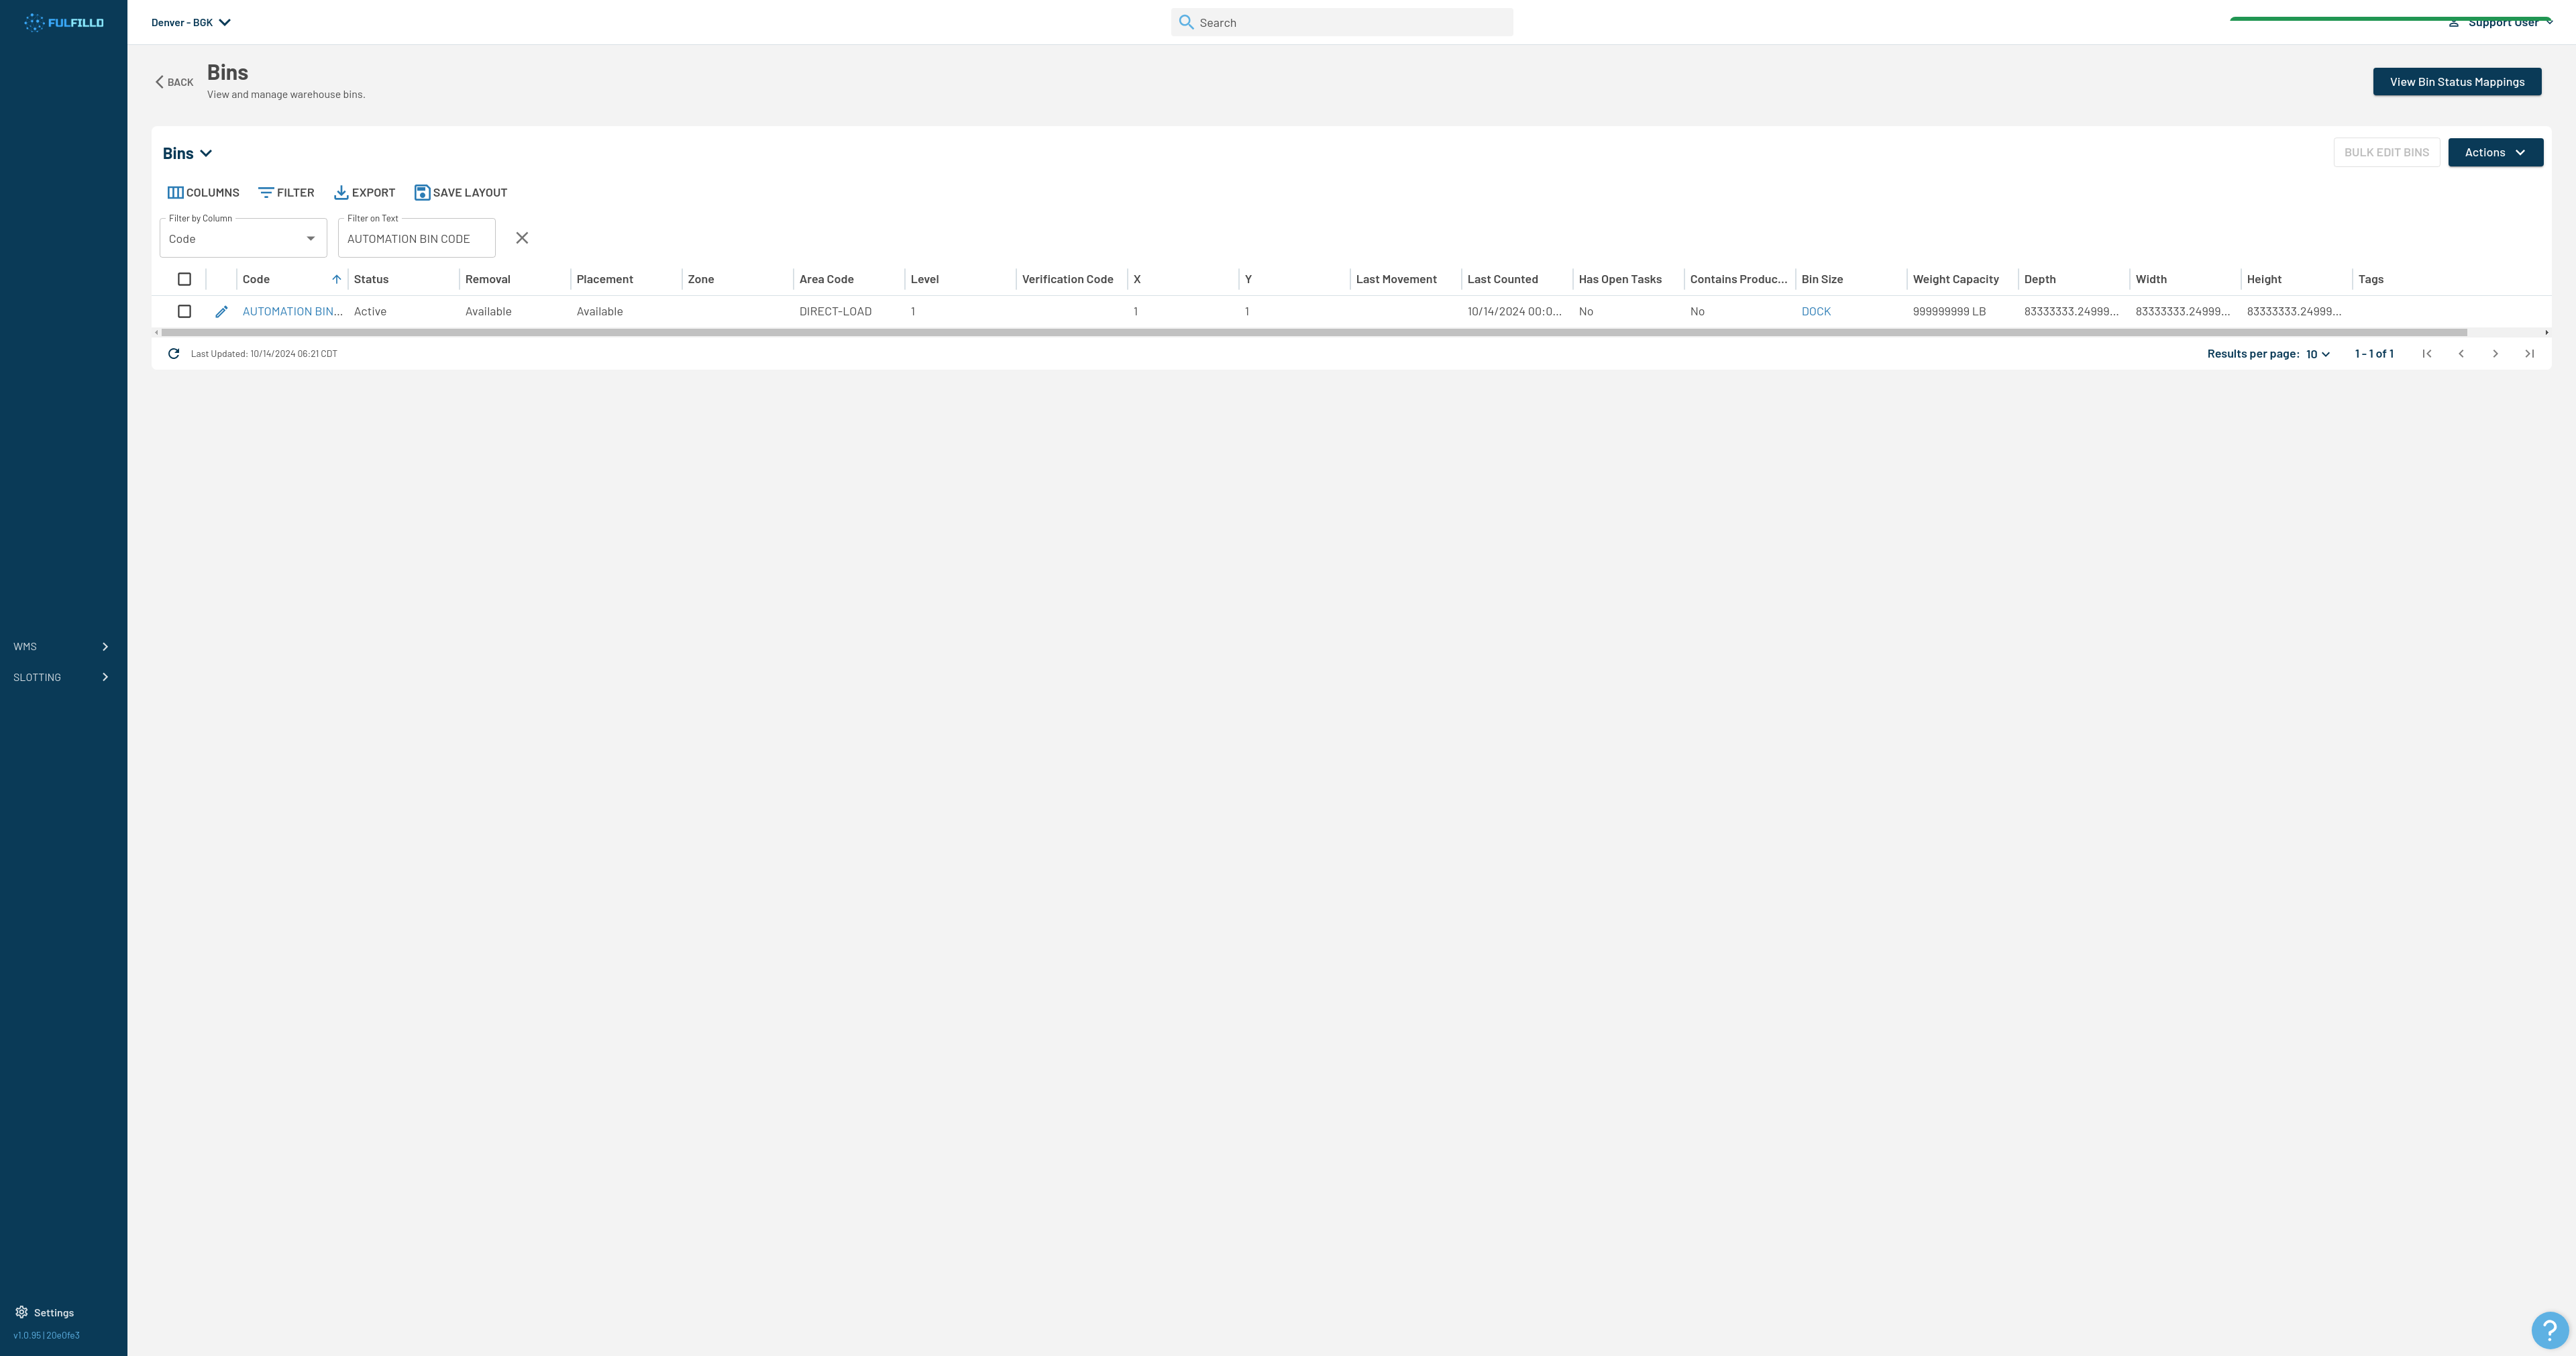 FULFILLD
Denver - BGK
Search
Support User
BACK
Bins
View and manage warehouse bins.
View Bin Status Mappings
Bins
BULK EDIT BINS
Actions
COLUMNS FILTER EXPORT SAVE LAYOUT
Filter by Column Filter on Text
Code AUTOMATION BIN CODE
Code Status Removal Placement Zone Area Code Level Verification Code X Y Last Movement Last Counted Has Open Tasks Contains Produc... Bin Size Weight Capacity Depth Width Height Tags
AUTOMATION BIN... Active Available Available DIRECT-LOAD 1 1 1 10/14/2024 00:0... No No DOCK 999999999 LB 83333333.24999... 83333333.24999... 83333333.24999...
Last Updated: 10/14/2024 06:21 CDT
Results per page: 10 1 - 1 of 1
WMS
SLOTTING
Settings
v1.0.95 | 20e0fe3